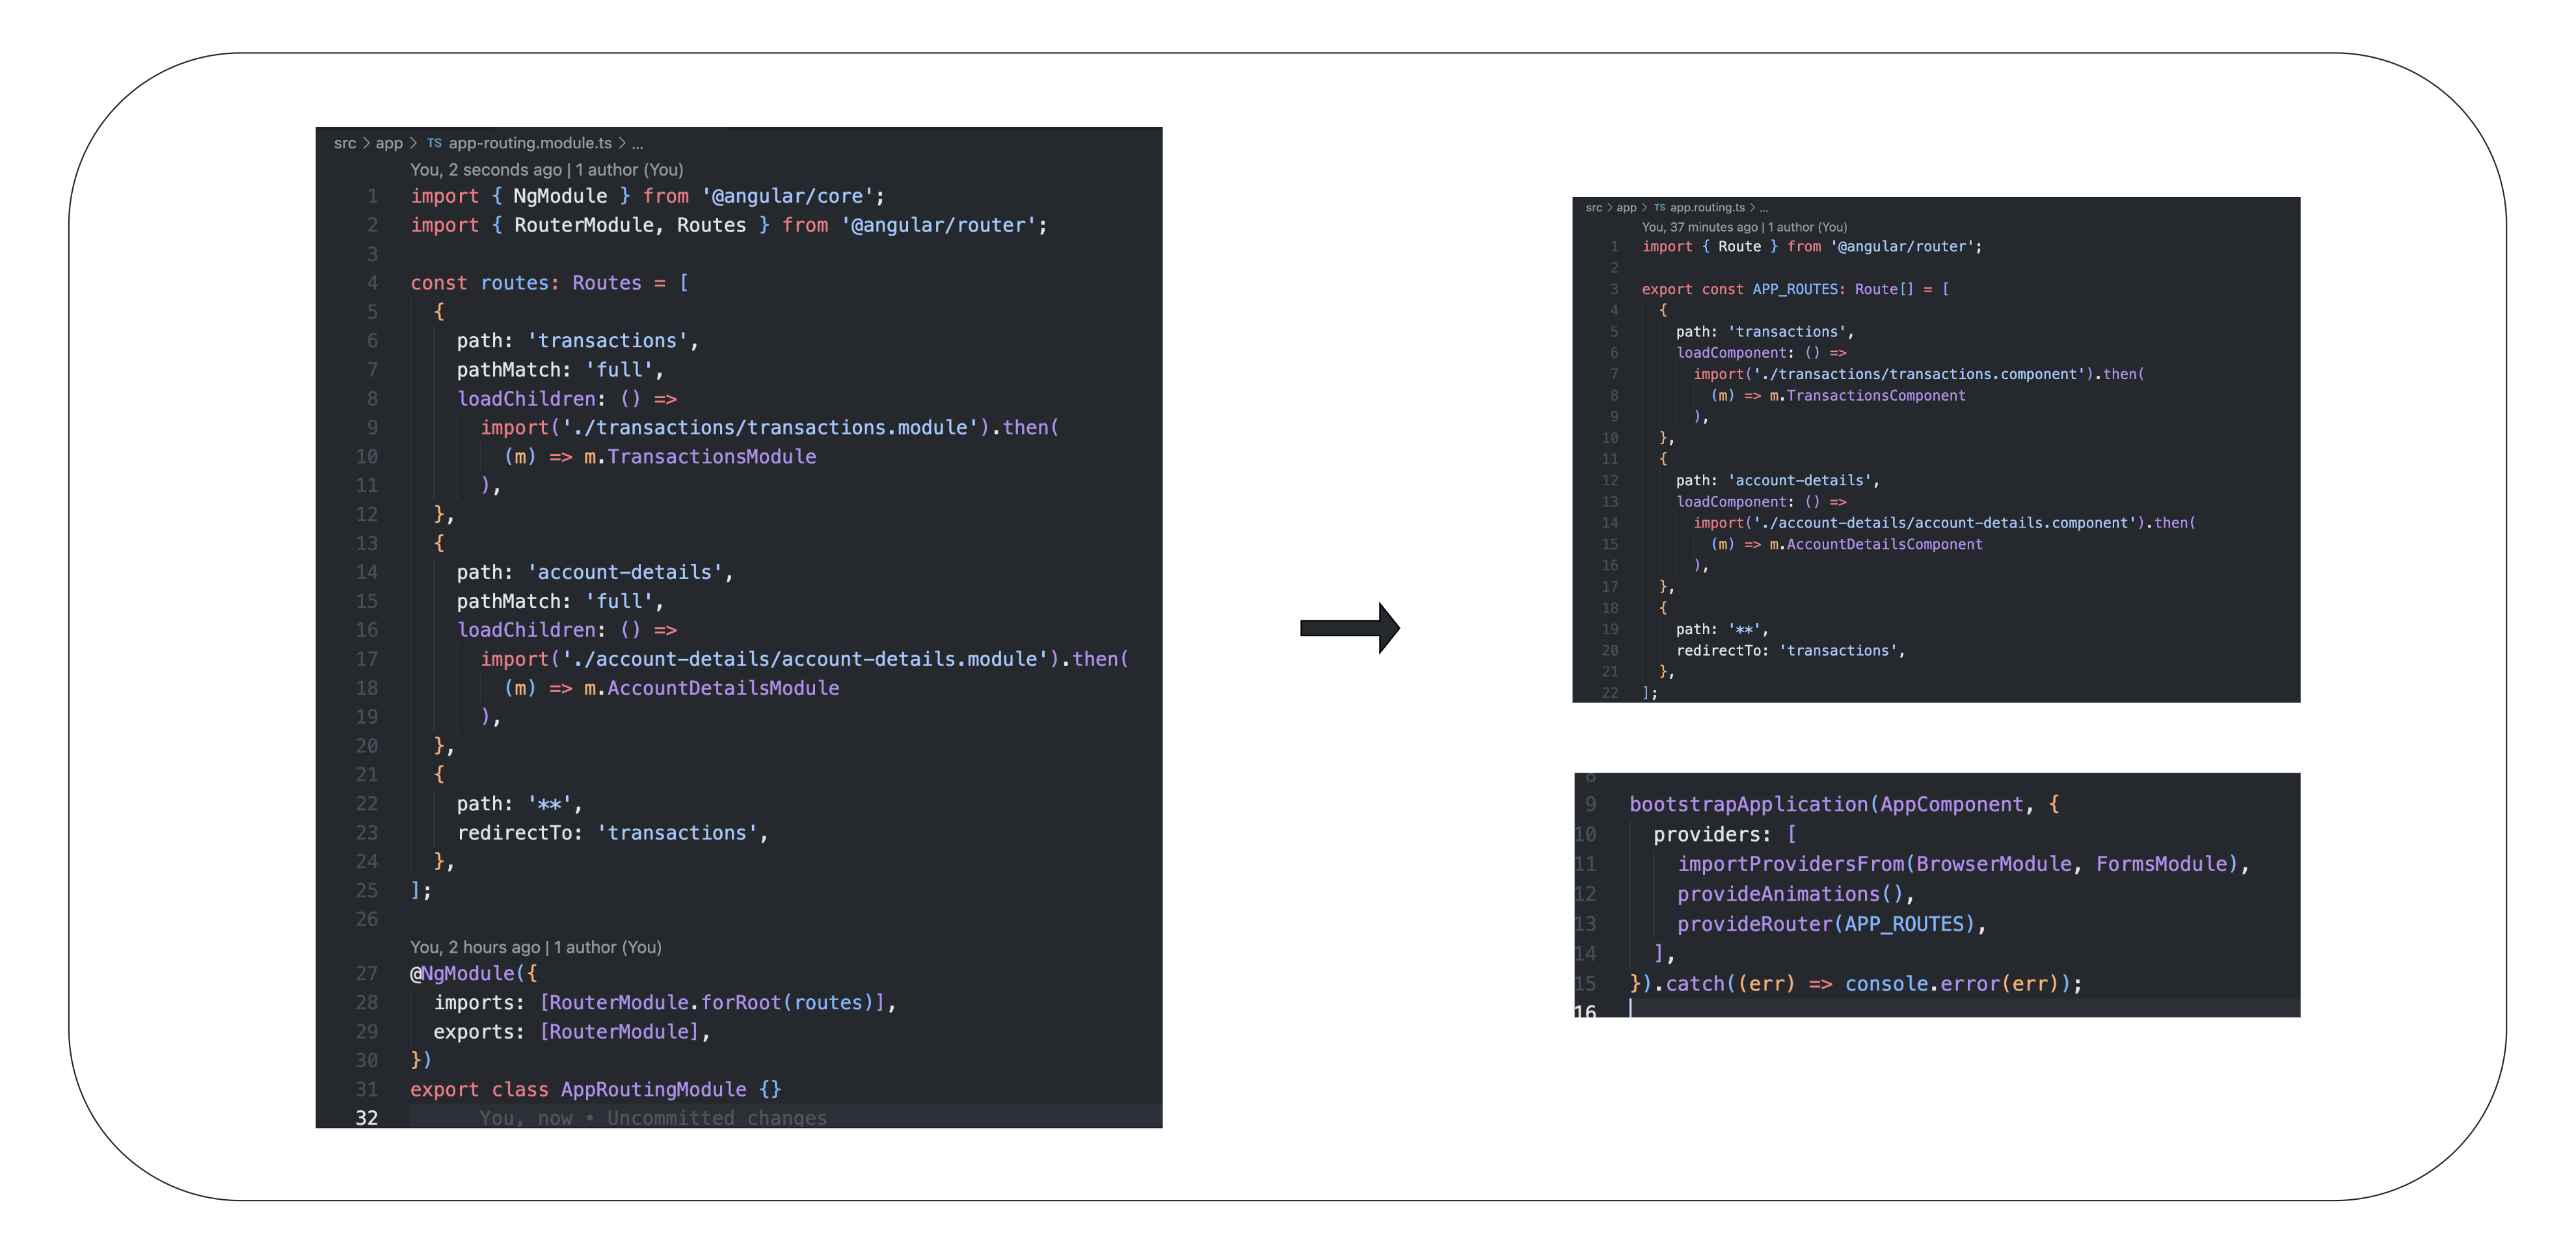 src > app > TS app-routing.module.ts > ...
You, 2 seconds ago | 1 author (You)
1 import { NgModule } from '@angular/core';
2 import { RouterModule, Routes } from '@angular/router';
3
4 const routes: Routes = [
5 {
6 path: 'transactions',
7 pathMatch: 'full',
8 loadChildren: () =>
9 import('./transactions/transactions.module').then(
10 (m) => m.TransactionsModule
11 ),
12 },
13 {
14 path: 'account-details',
15 pathMatch: 'full',
16 loadChildren: () =>
17 import('./account-details/account-details.module').then(
18 (m) => m.AccountDetailsModule
19 ),
20 },
21 {
22 path: '**',
23 redirectTo: 'transactions',
24 },
25 ];
26
You, 2 hours ago | 1 author (You)
27 @NgModule({
28 imports: [RouterModule.forRoot(routes)],
29 exports: [RouterModule],
30 })
31 export class AppRoutingModule {}
32 You, now • Uncommitted changes
src > app > TS app.routing.ts > ...
You, 37 minutes ago | 1 author (You)
1 import { Route } from '@angular/router';
2
3 export const APP_ROUTES: Route[] = [
4 {
5 path: 'transactions',
6 loadComponent: () =>
7 import('./transactions/transactions.component').then(
8 (m) => m.TransactionsComponent
9 ),
10 },
11 {
12 path: 'account-details',
13 loadComponent: () =>
14 import('./account-details/account-details.component').then(
15 (m) => m.AccountDetailsComponent
16 ),
17 },
18 {
19 path: '**',
20 redirectTo: 'transactions',
21 },
22 ];
8
9 bootstrapApplication(AppComponent, {
10 providers: [
11 importProvidersFrom(BrowserModule, FormsModule),
12 provideAnimations(),
13 provideRouter(APP_ROUTES),
14 ],
15 }).catch((err) => console.error(err));
16